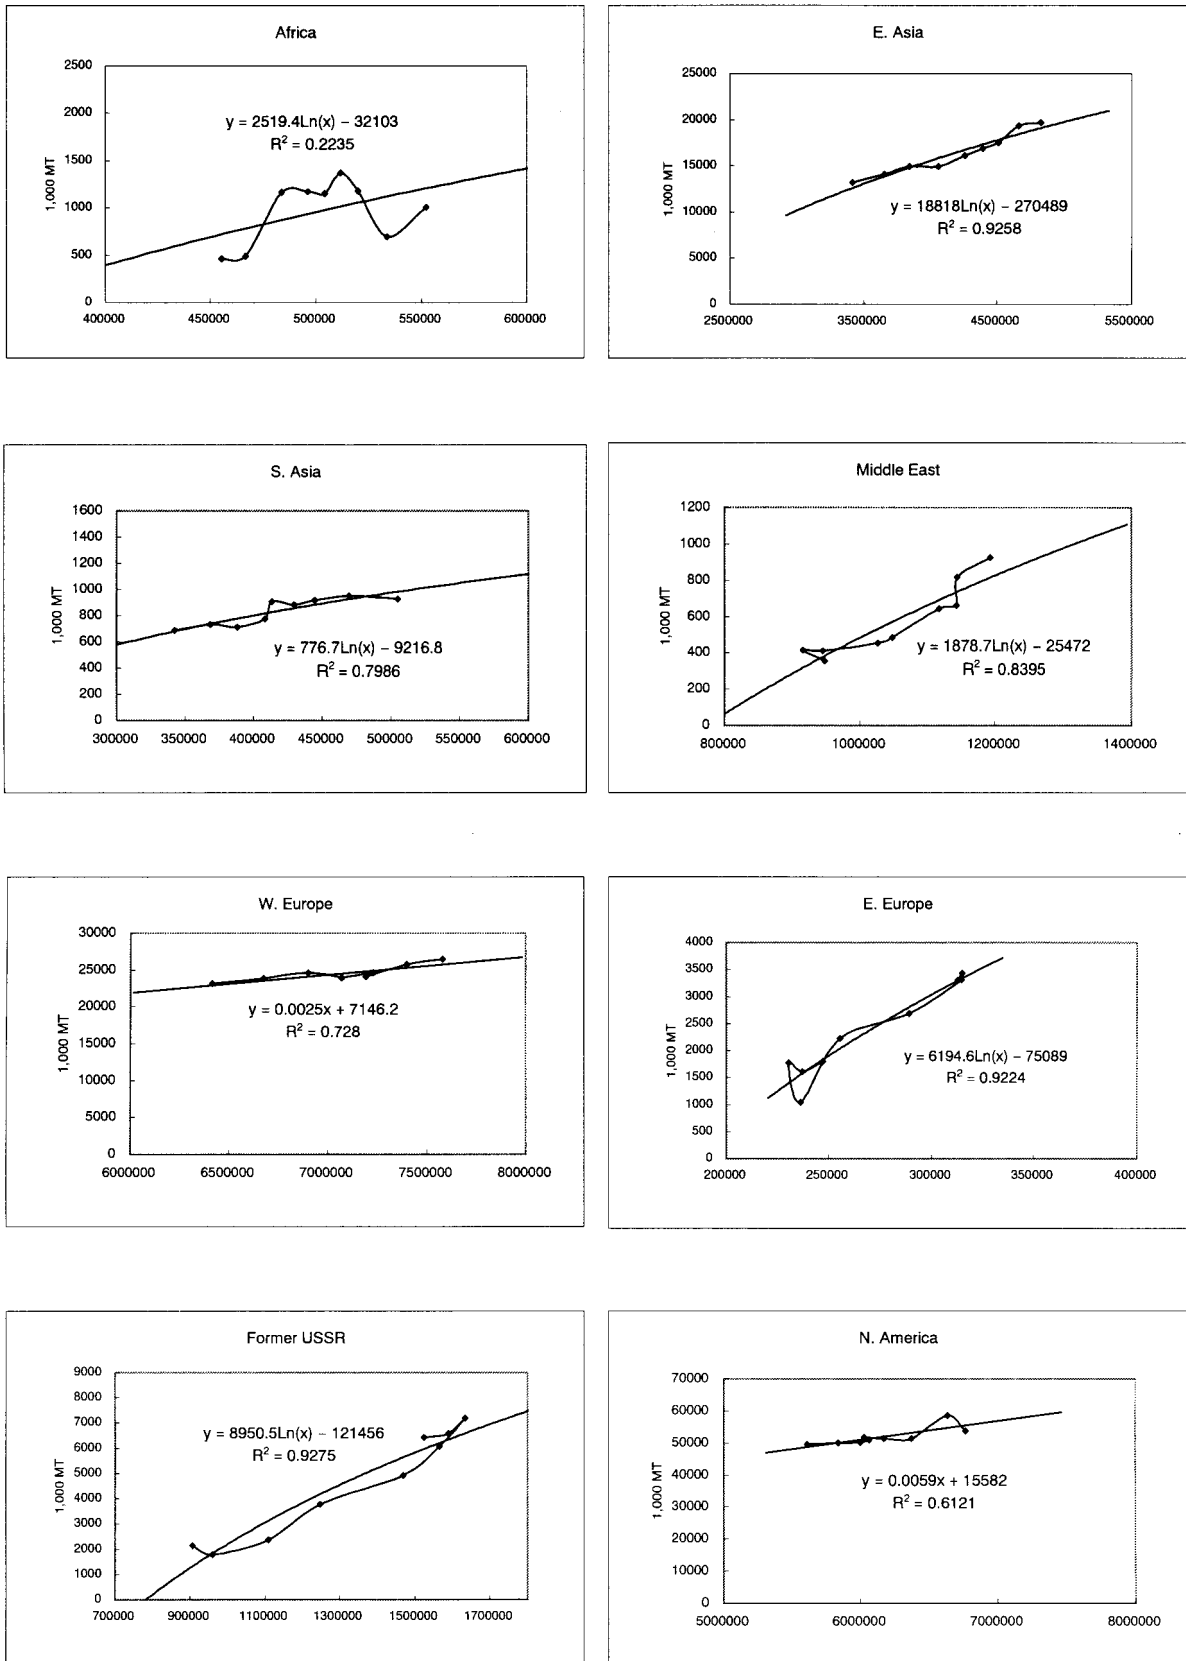 Africa
2500
2000
1500
1000
500
0
1,000 MT
y = 2519.4Ln(x) − 32103
R² = 0.2235
400000 450000 500000 550000 600000
E. Asia
25000
20000
15000
10000
5000
0
1,000 MT
y = 18818Ln(x) − 270489
R² = 0.9258
2500000 3500000 4500000 5500000
S. Asia
1600
1400
1200
1000
800
600
400
200
0
1,000 MT
y = 776.7Ln(x) − 9216.8
R² = 0.7986
300000 350000 400000 450000 500000 550000 600000
Middle East
1200
1000
800
600
400
200
0
1,000 MT
y = 1878.7Ln(x) − 25472
R² = 0.8395
800000 1000000 1200000 1400000
W. Europe
30000
25000
20000
15000
10000
5000
0
1,000 MT
y = 0.0025x + 7146.2
R² = 0.728
6000000 6500000 7000000 7500000 8000000
E. Europe
4000
3500
3000
2500
2000
1500
1000
500
0
1,000 MT
y = 6194.6Ln(x) − 75089
R² = 0.9224
200000 250000 300000 350000 400000
Former USSR
9000
8000
7000
6000
5000
4000
3000
2000
1000
0
1,000 MT
y = 8950.5Ln(x) − 121456
R² = 0.9275
700000 900000 1100000 1300000 1500000 1700000
N. America
70000
60000
50000
40000
30000
20000
10000
0
1,000 MT
y = 0.0059x + 15582
R² = 0.6121
5000000 6000000 7000000 8000000